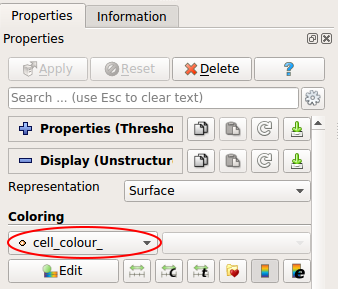 Properties Information
Properties
Apply Reset Delete ?
Search ... (use Esc to clear text)
Properties (Thresho
Display (Unstructur
Representation Surface
Coloring
cell_colour_
Edit c t e